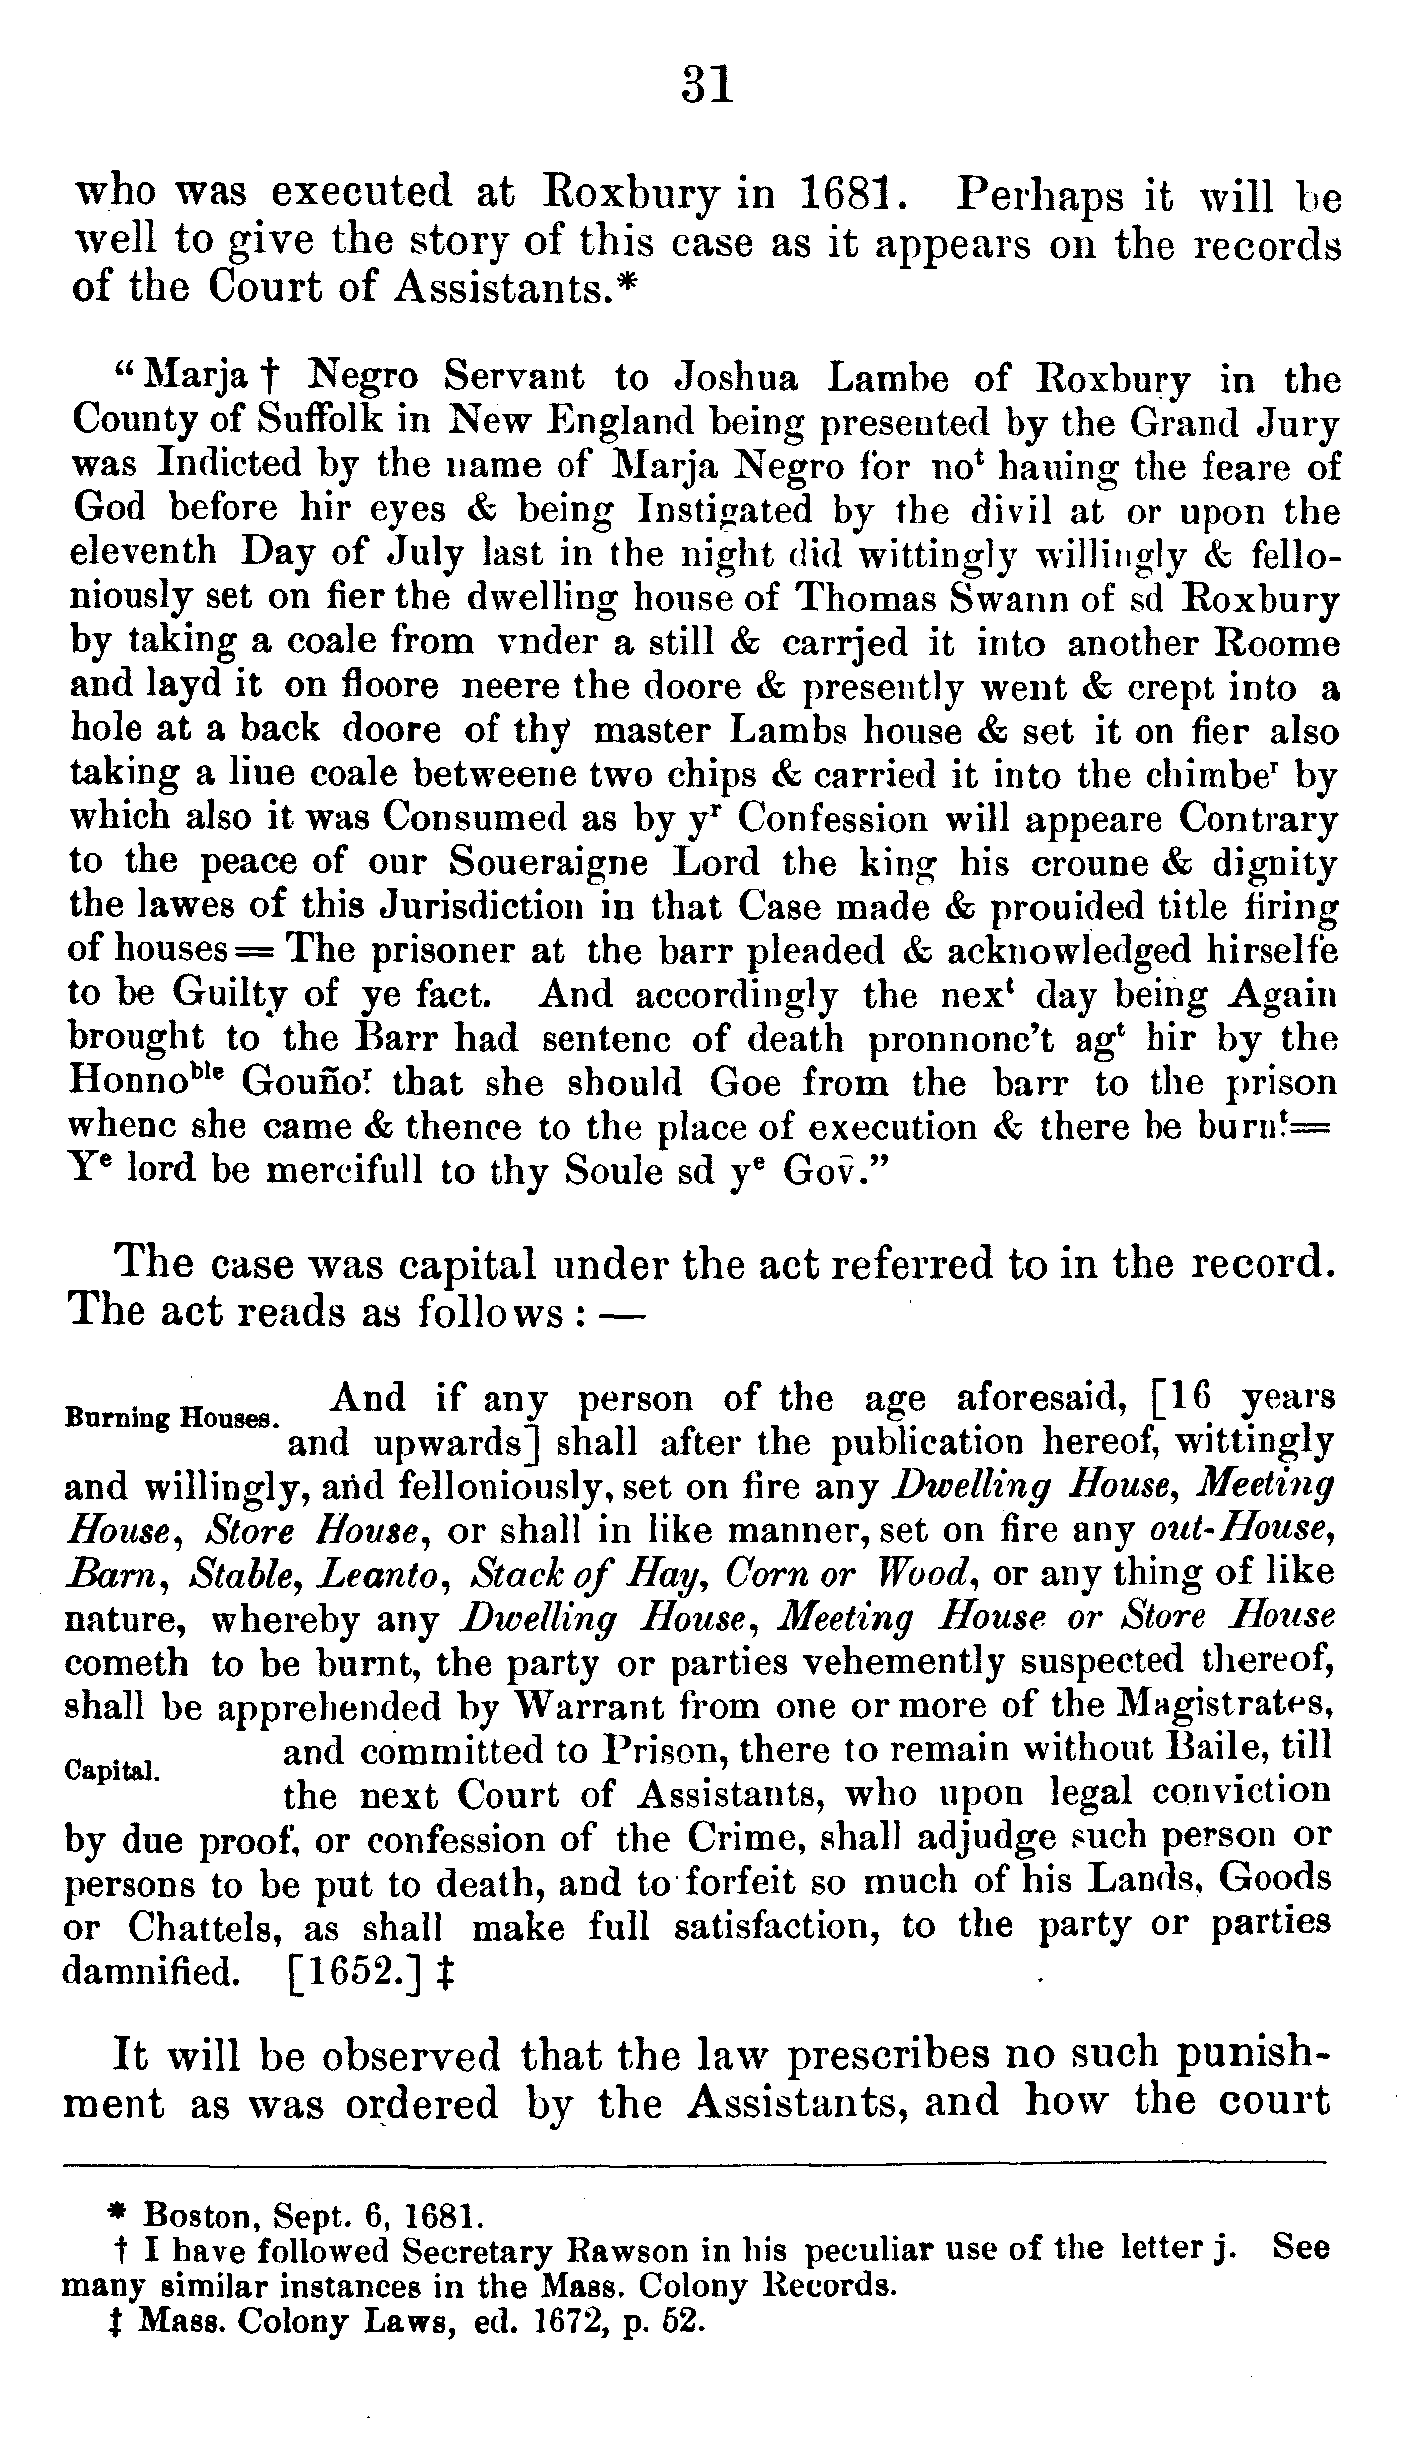 31
who was executed at Roxbury in 1681. Perhaps it will be
well to give the story of this case as it appears on the records
of the Court of Assistants.*
“Marja † Negro Servant to Joshua Lambe of Roxbury in the
County of Suffolk in New England being presented by the Grand Jury
was Indicted by the name of Marja Negro for noᵗ hauing the feare of
God before hir eyes & being Instigated by the divil at or upon the
eleventh Day of July last in the night did wittingly willingly & fello-
niously set on fier the dwelling house of Thomas Swann of sd Roxbury
by taking a coale from vnder a still & carrjed it into another Roome
and layd it on floore neere the doore & presently went & crept into a
hole at a back doore of thy master Lambs house & set it on fier also
taking a liue coale betweene two chips & carried it into the chimbeʳ by
which also it was Consumed as by yʳ Confession will appeare Contrary
to the peace of our Soueraigne Lord the king his croune & dignity
the lawes of this Jurisdiction in that Case made & prouided title firing
of houses= The prisoner at the barr pleaded & acknowledged hirselfe
to be Guilty of ye fact. And accordingly the nexᵗ day being Again
brought to the Barr had sentenc of death pronnonc’t agᵗ hir by the
Honnoᵇˡᵉ Gouñoʳ that she should Goe from the barr to the prison
whenc she came & thence to the place of execution & there be burnᵗ=
Yᵉ lord be mercifull to thy Soule sd yᵉ Gov̄.”
The case was capital under the act referred to in the record.
The act reads as follows : —
Burning Houses. And if any person of the age aforesaid, [16 years
and upwards] shall after the publication hereof, wittingly
and willingly, and felloniously, set on fire any Dwelling House, Meeting
House, Store House, or shall in like manner, set on fire any out-House,
Barn, Stable, Leanto, Stack of Hay, Corn or Wood, or any thing of like
nature, whereby any Dwelling House, Meeting House or Store House
cometh to be burnt, the party or parties vehemently suspected thereof,
shall be apprehended by Warrant from one or more of the Magistrates,
Capital. and committed to Prison, there to remain without Baile, till
the next Court of Assistants, who upon legal conviction
by due proof, or confession of the Crime, shall adjudge such person or
persons to be put to death, and to forfeit so much of his Lands, Goods
or Chattels, as shall make full satisfaction, to the party or parties
damnified. [1652.] ‡
It will be observed that the law prescribes no such punish-
ment as was ordered by the Assistants, and how the court
* Boston, Sept. 6, 1681.
† I have followed Secretary Rawson in his peculiar use of the letter j. See
many similar instances in the Mass. Colony Records.
‡ Mass. Colony Laws, ed. 1672, p. 52.